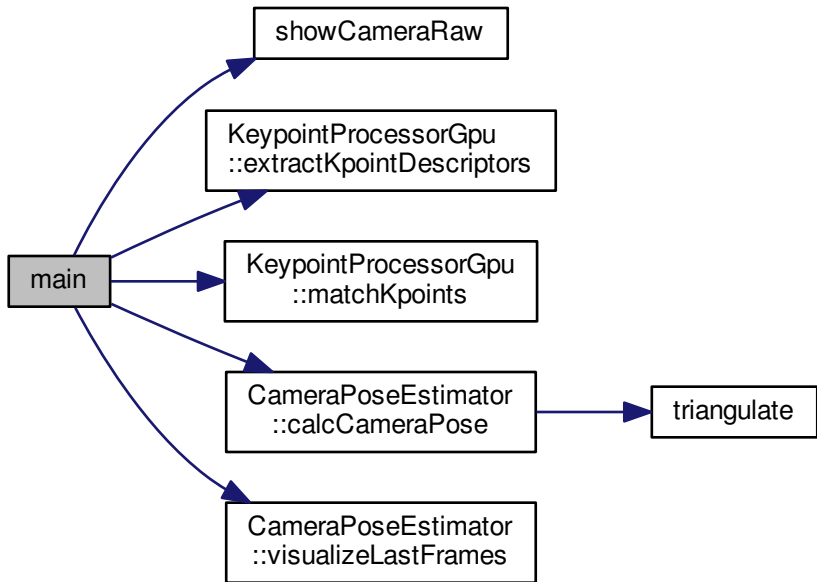 showCameraRaw
KeypointProcessorGpu
::extractKpointDescriptors
main
KeypointProcessorGpu
::matchKpoints
CameraPoseEstimator
::calcCameraPose
triangulate
CameraPoseEstimator
::visualizeLastFrames